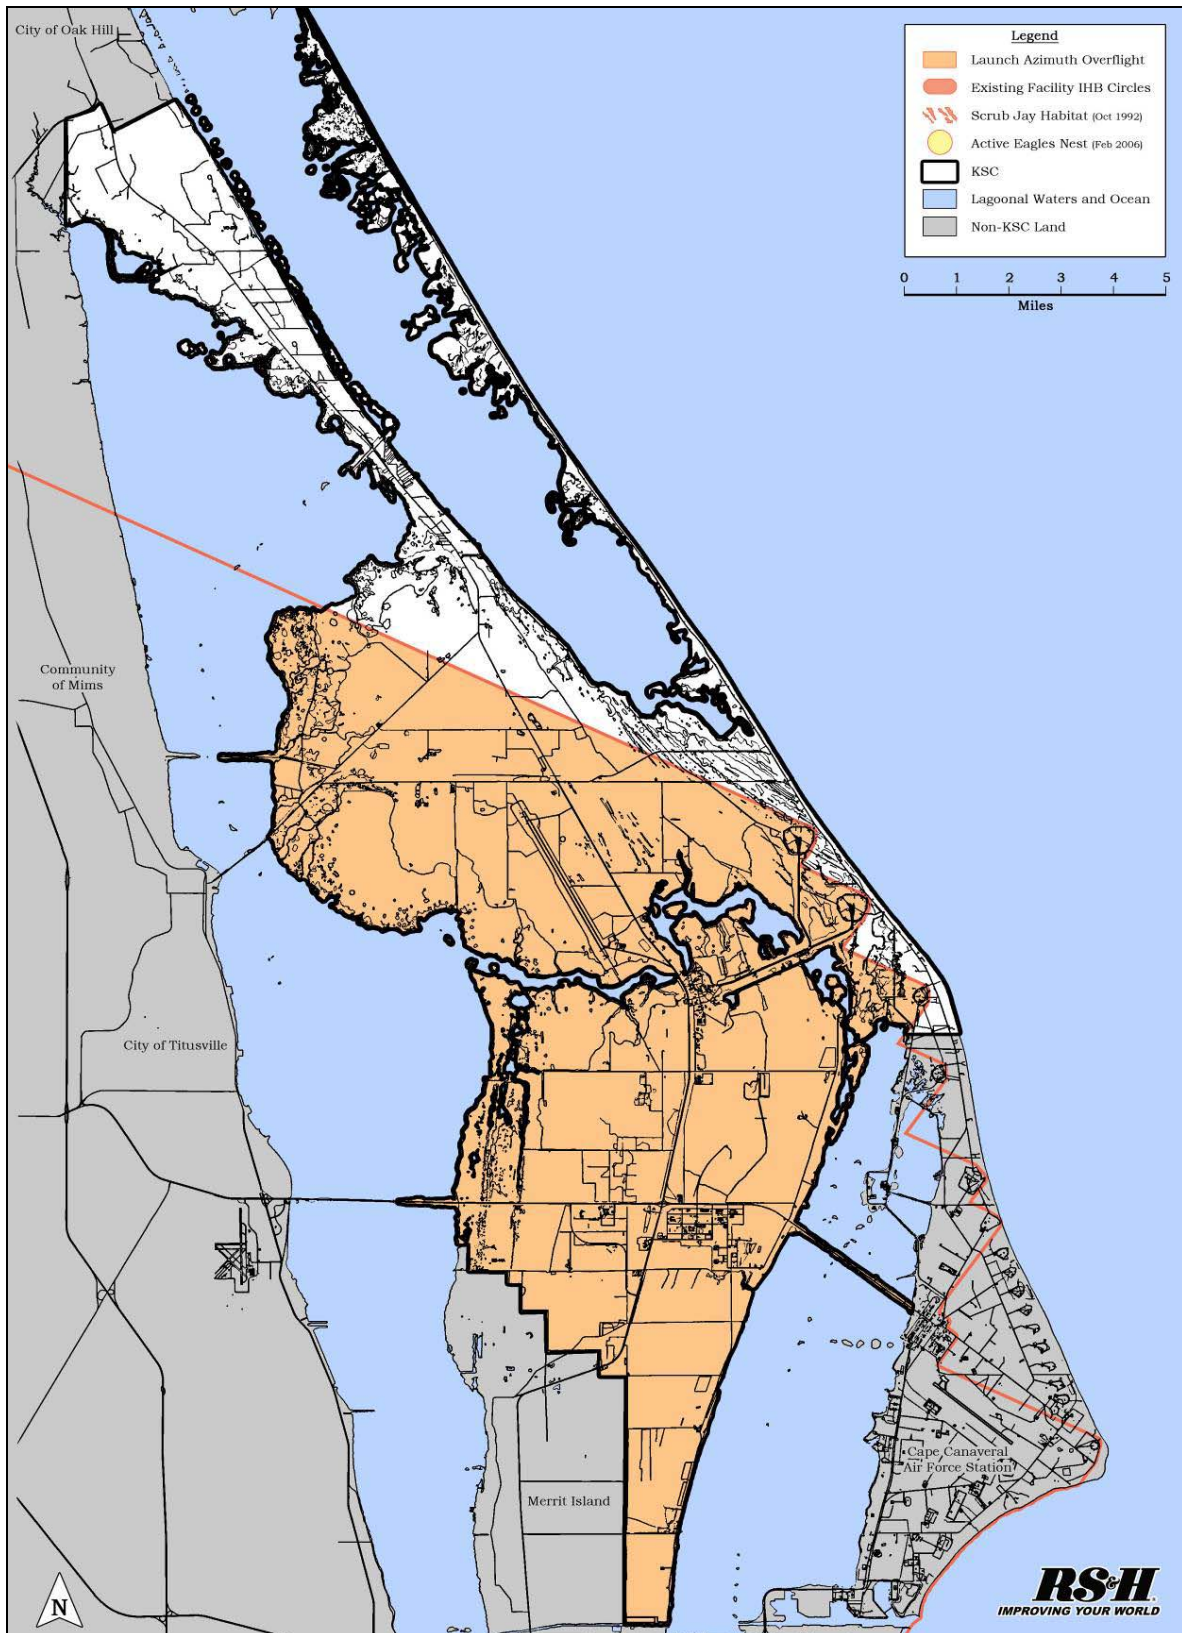 City of Oak Hill
Legend
Launch Azimuth Overflight
Existing Facility IHB Circles
Scrub Jay Habitat (Oct 1992)
Active Eagles Nest (Feb 2006)
KSC
Lagoonal Waters and Ocean
Non-KSC Land
0 1 2 3 4 5
Miles
Community
of Mims
City of Titusville
Cape Canaveral
Air Force Station
Merrit Island
N
RS&H
IMPROVING YOUR WORLD